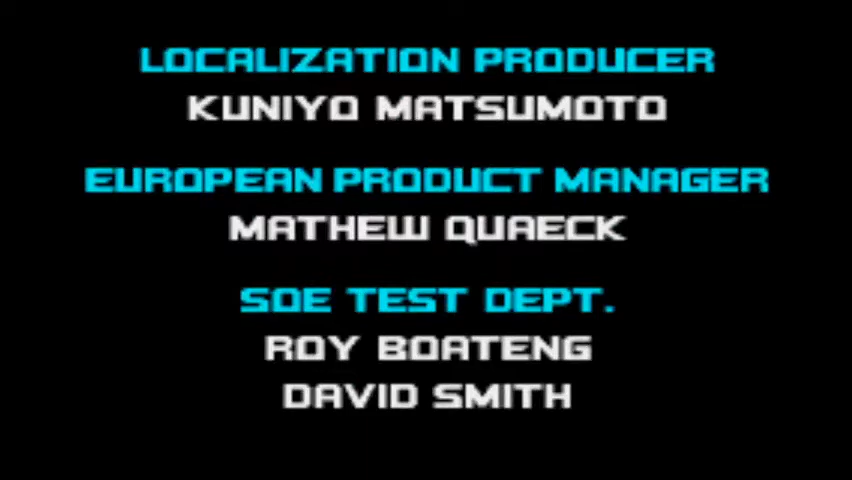 LOCALIZATION PRODUCER
KUNIYO MATSUMOTO
EUROPEAN PRODUCT MANAGER
MATHEW QUAECK
SOE TEST DEPT.
ROY BOATENG
DAVID SMITH